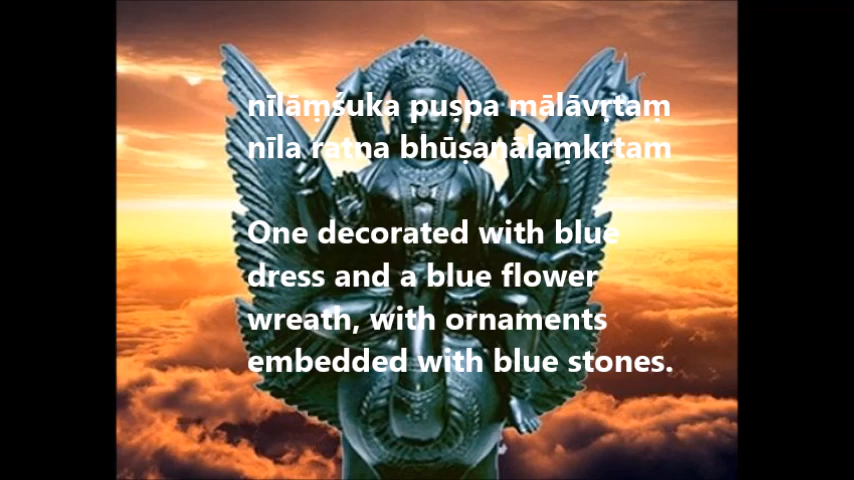 nīlāṃśuka puṣpa mālāvṛtaṃ
nīla ratna bhūṣaṇālaṃkṛtam
One decorated with blue
dress and a blue flower
wreath, with ornaments
embedded with blue stones.